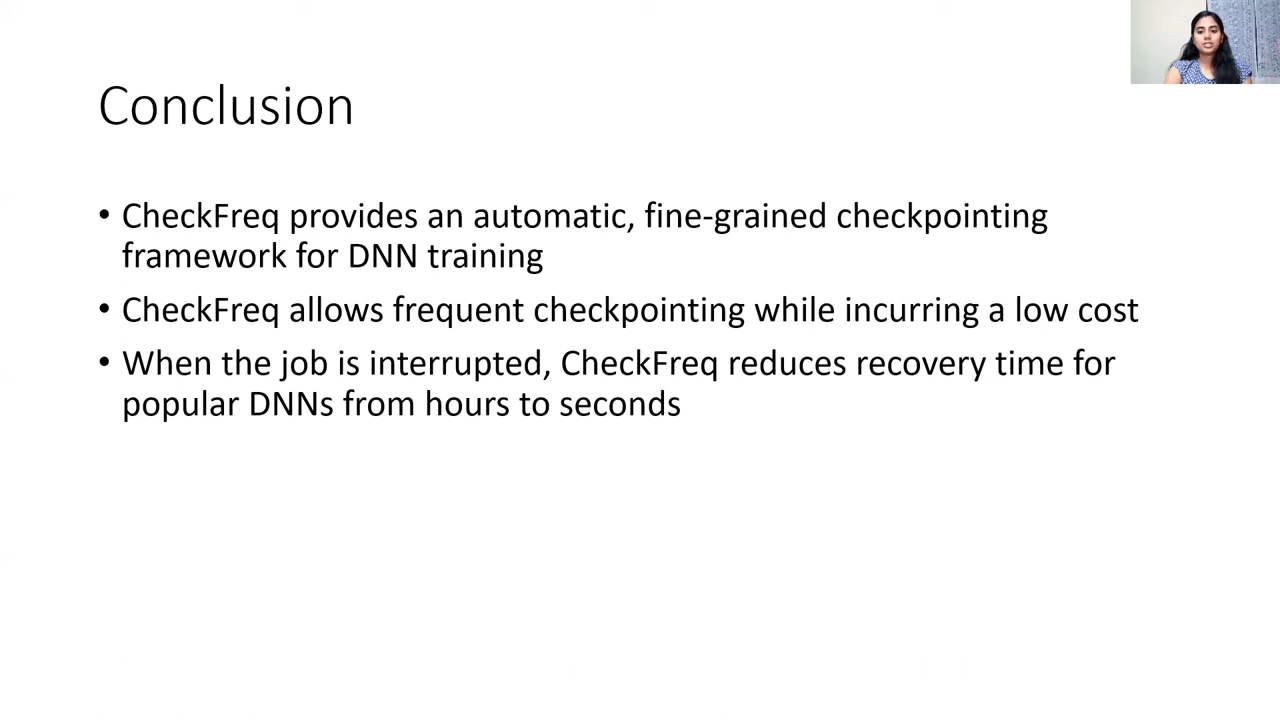 Conclusion
• CheckFreq provides an automatic, fine-grained checkpointing
framework for DNN training
• CheckFreq allows frequent checkpointing while incurring a low cost
• When the job is interrupted, CheckFreq reduces recovery time for
popular DNNs from hours to seconds